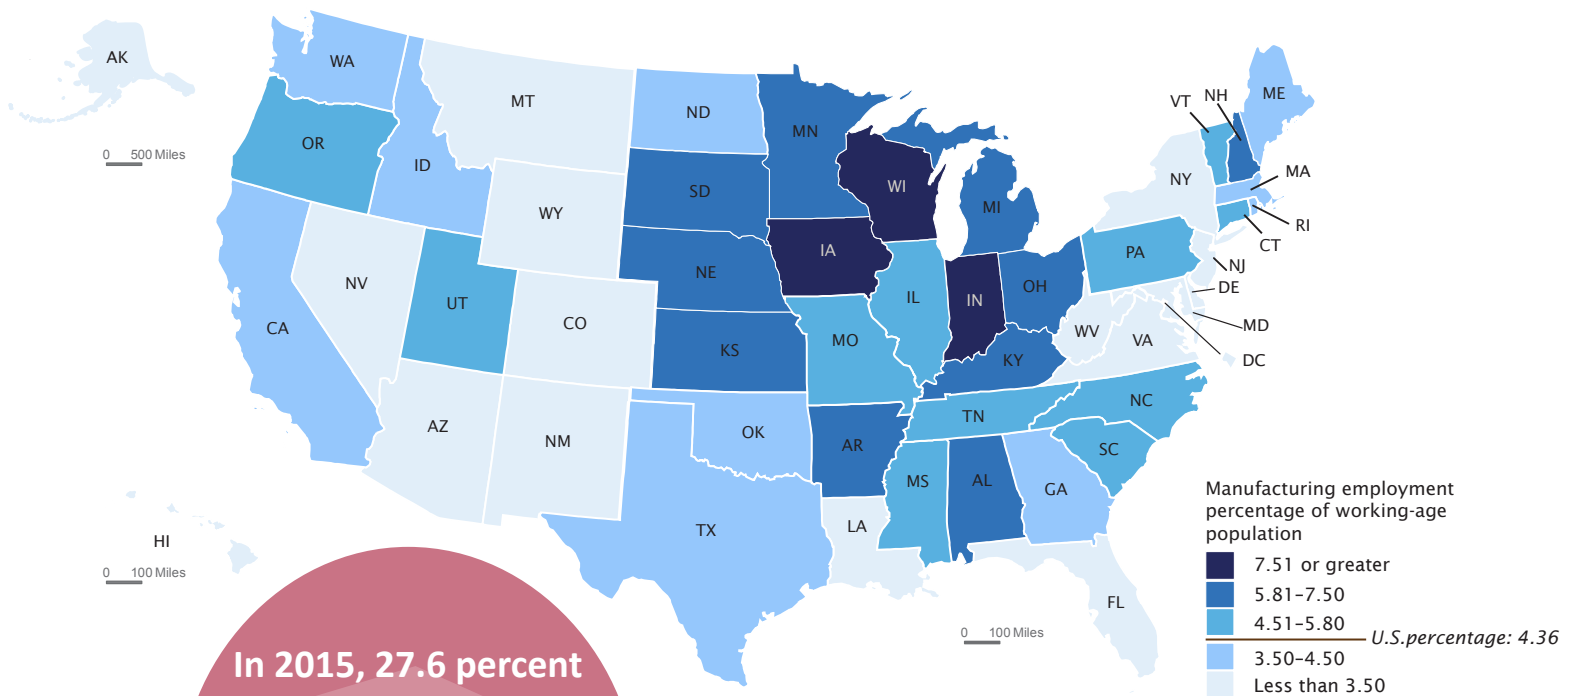 AK
WA
MT
ND
MN
ME
VT
NH
OR
ID
0 500 Miles
SD
WI
MI
NY
MA
WY
RI
CT
IA
PA
NE
NV
UT
CO
IL
IN
OH
NJ
DE
CA
KS
MO
WV
VA
MD
KY
DC
AZ
NM
OK
AR
TN
NC
SC
MS
AL
GA
TX
LA
HI
0 100 Miles
FL
0 100 Miles
Manufacturing employment
percentage of working-age
population
7.51 or greater
5.81–7.50
4.51–5.80
U.S.percentage: 4.36
3.50–4.50
Less than 3.50
In 2015, 27.6 percent